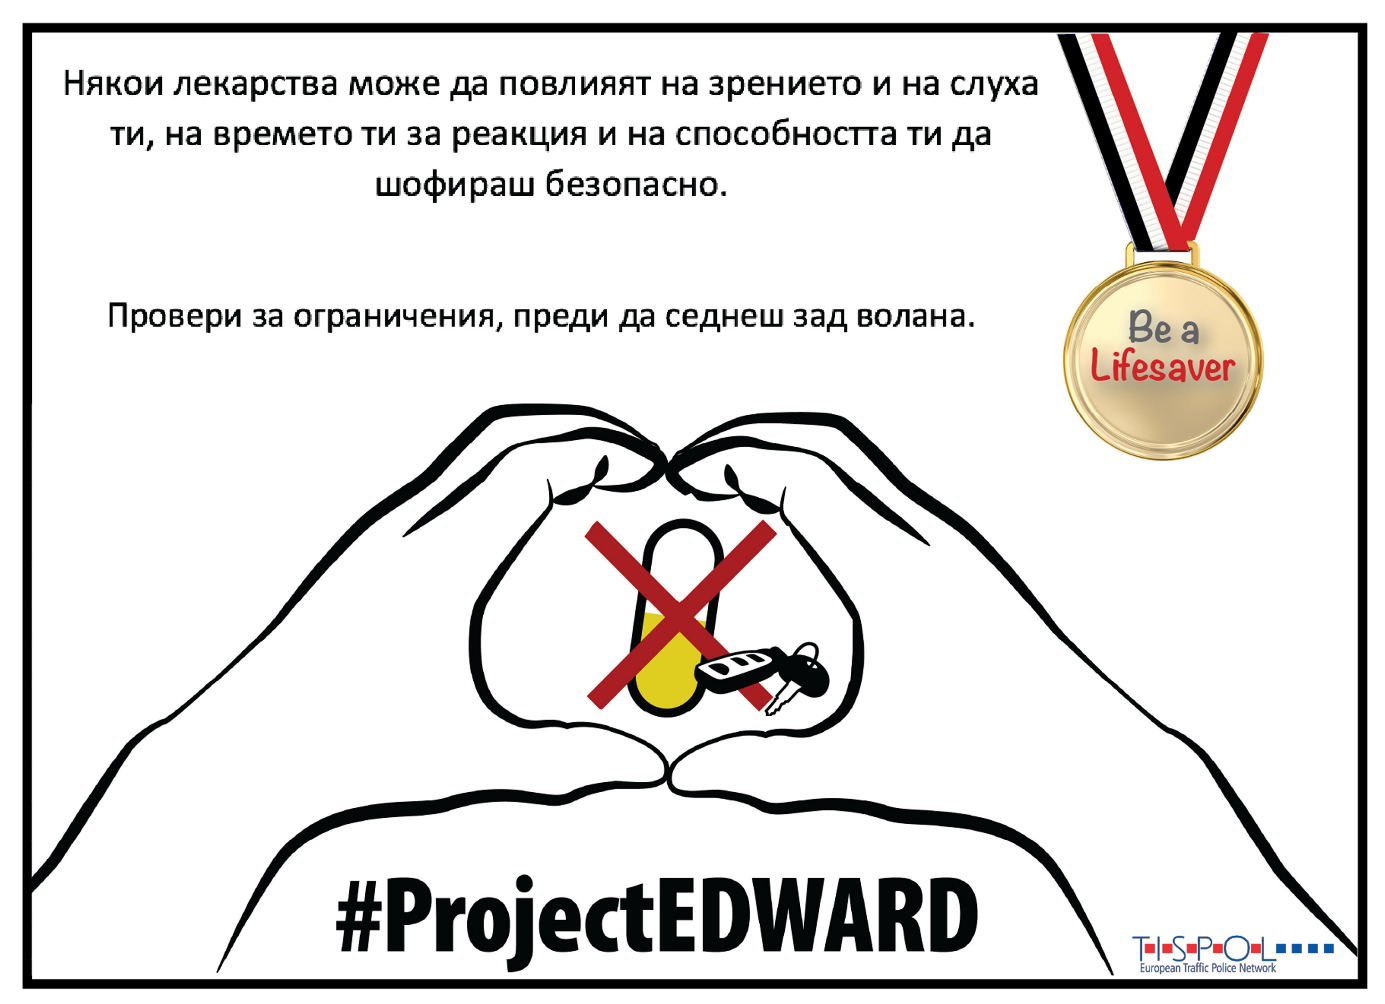 Някои лекарства може да повлияят на зрението и на слуха
ти, на времето ти за реакция и на способността ти да
шофираш безопасно.
Провери за ограничения, преди да седнеш зад волана.
Be a
Lifesaver
#ProjectEDWARD
T·I·S·P·O·L
European Traffic Police Network